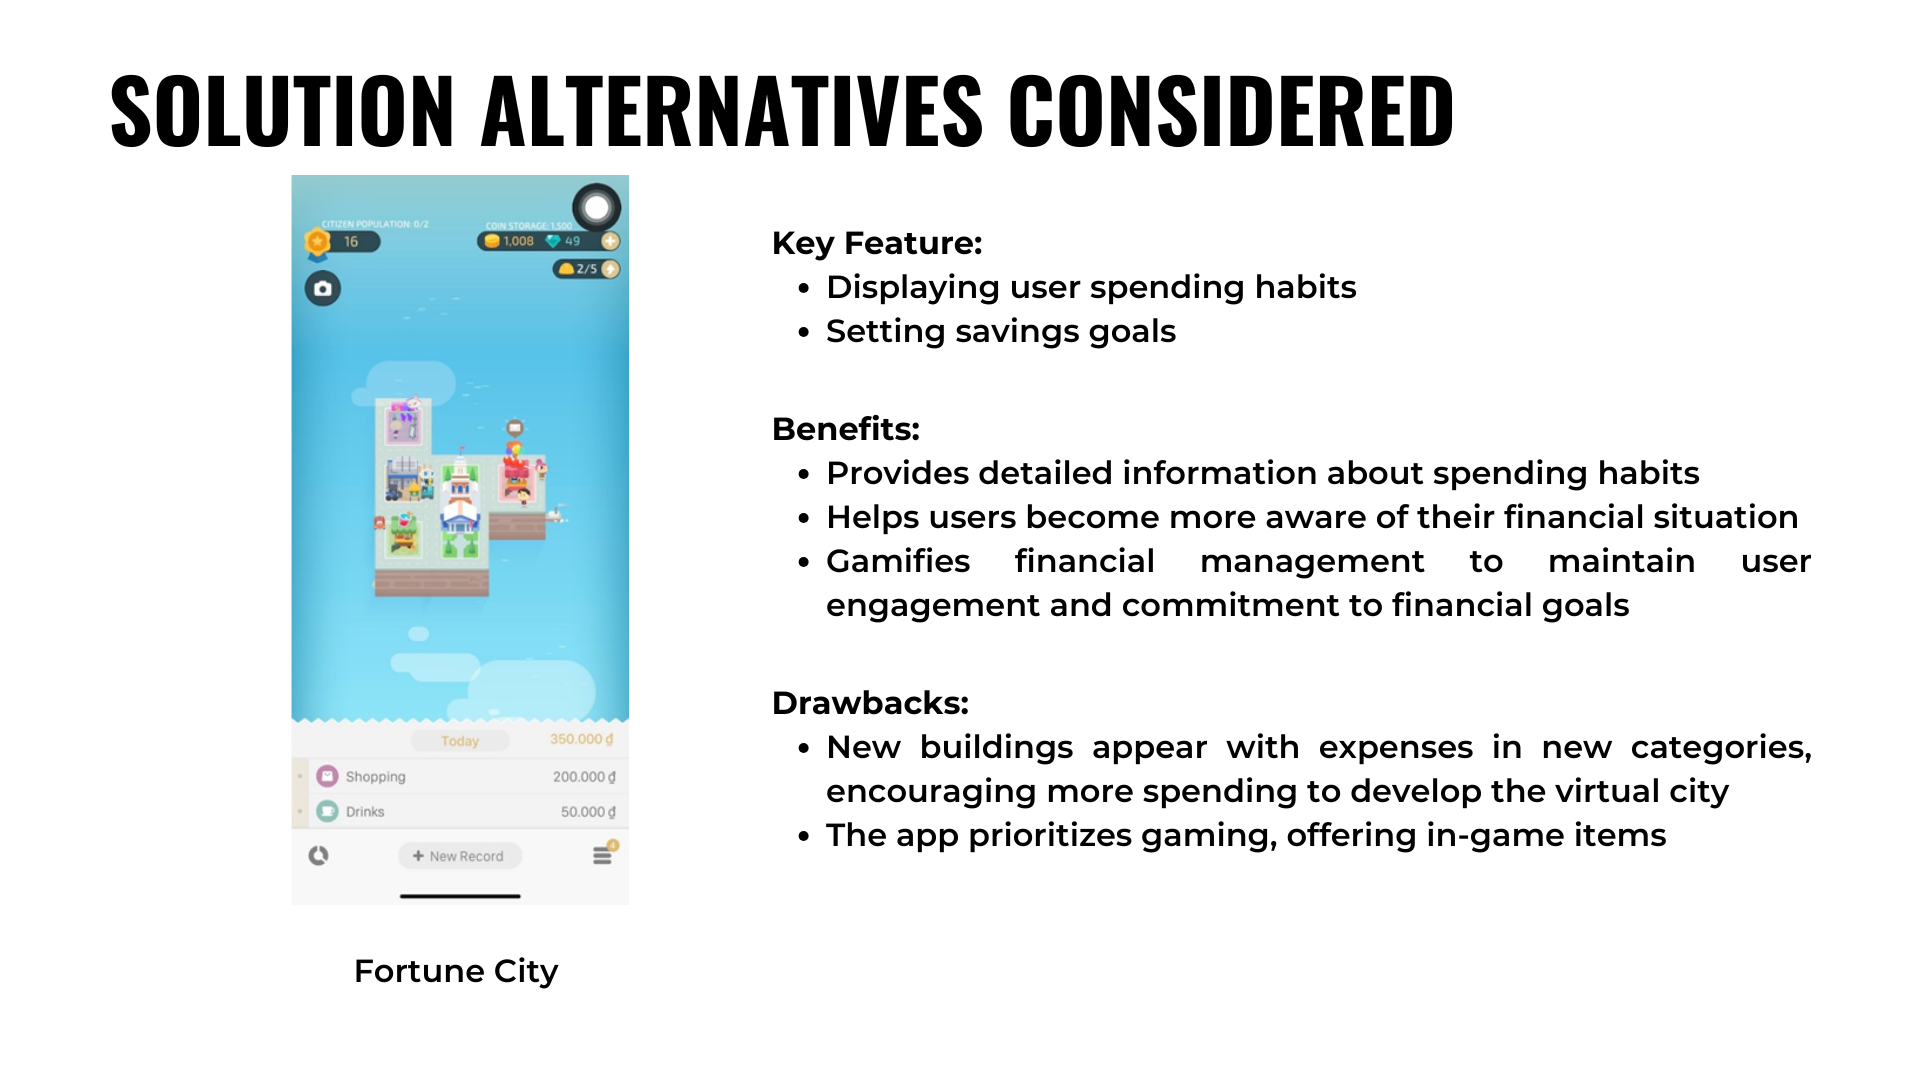 SOLUTION ALTERNATIVES CONSIDERED
CITIZEN POPULATION: 0/2
16
COIN STORAGE: 1,500
1,008 49
2/5
Today 350.000 ₫
Shopping 200.000 ₫
Drinks 50.000 ₫
+ New Record
4
Fortune City
Key Feature:
• Displaying user spending habits
• Setting savings goals
Benefits:
• Provides detailed information about spending habits
• Helps users become more aware of their financial situation
• Gamifies financial management to maintain user
engagement and commitment to financial goals
Drawbacks:
• New buildings appear with expenses in new categories,
encouraging more spending to develop the virtual city
• The app prioritizes gaming, offering in-game items